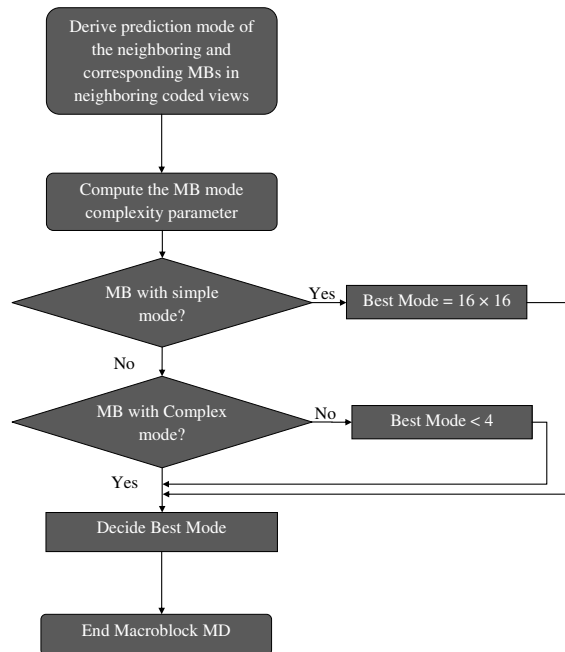 Derive prediction mode of
the neighboring and
corresponding MBs in
neighboring coded views
Compute the MB mode
complexity parameter
MB with simple
mode?
Yes
Best Mode = 16 × 16
No
MB with Complex
mode?
No
Best Mode < 4
Yes
Decide Best Mode
End Macroblock MD